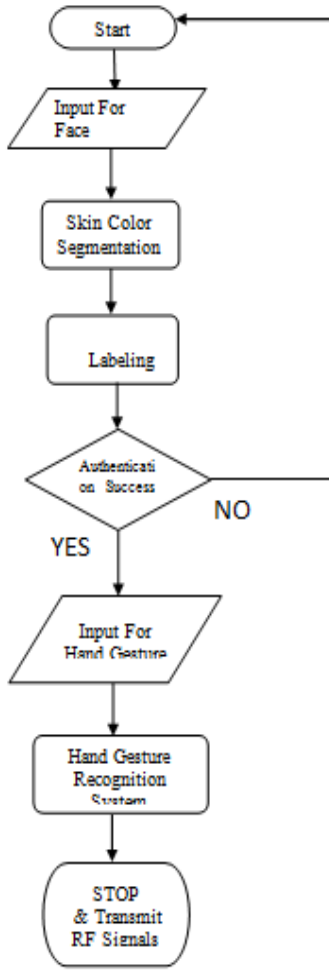 Start
Input For
Face
Skin Color
Segmentation
Labeling
Authenticati
on Success
NO
YES
Input For
Hand Gesture
Hand Gesture
Recognition
System
STOP
& Transmit
RF Signals